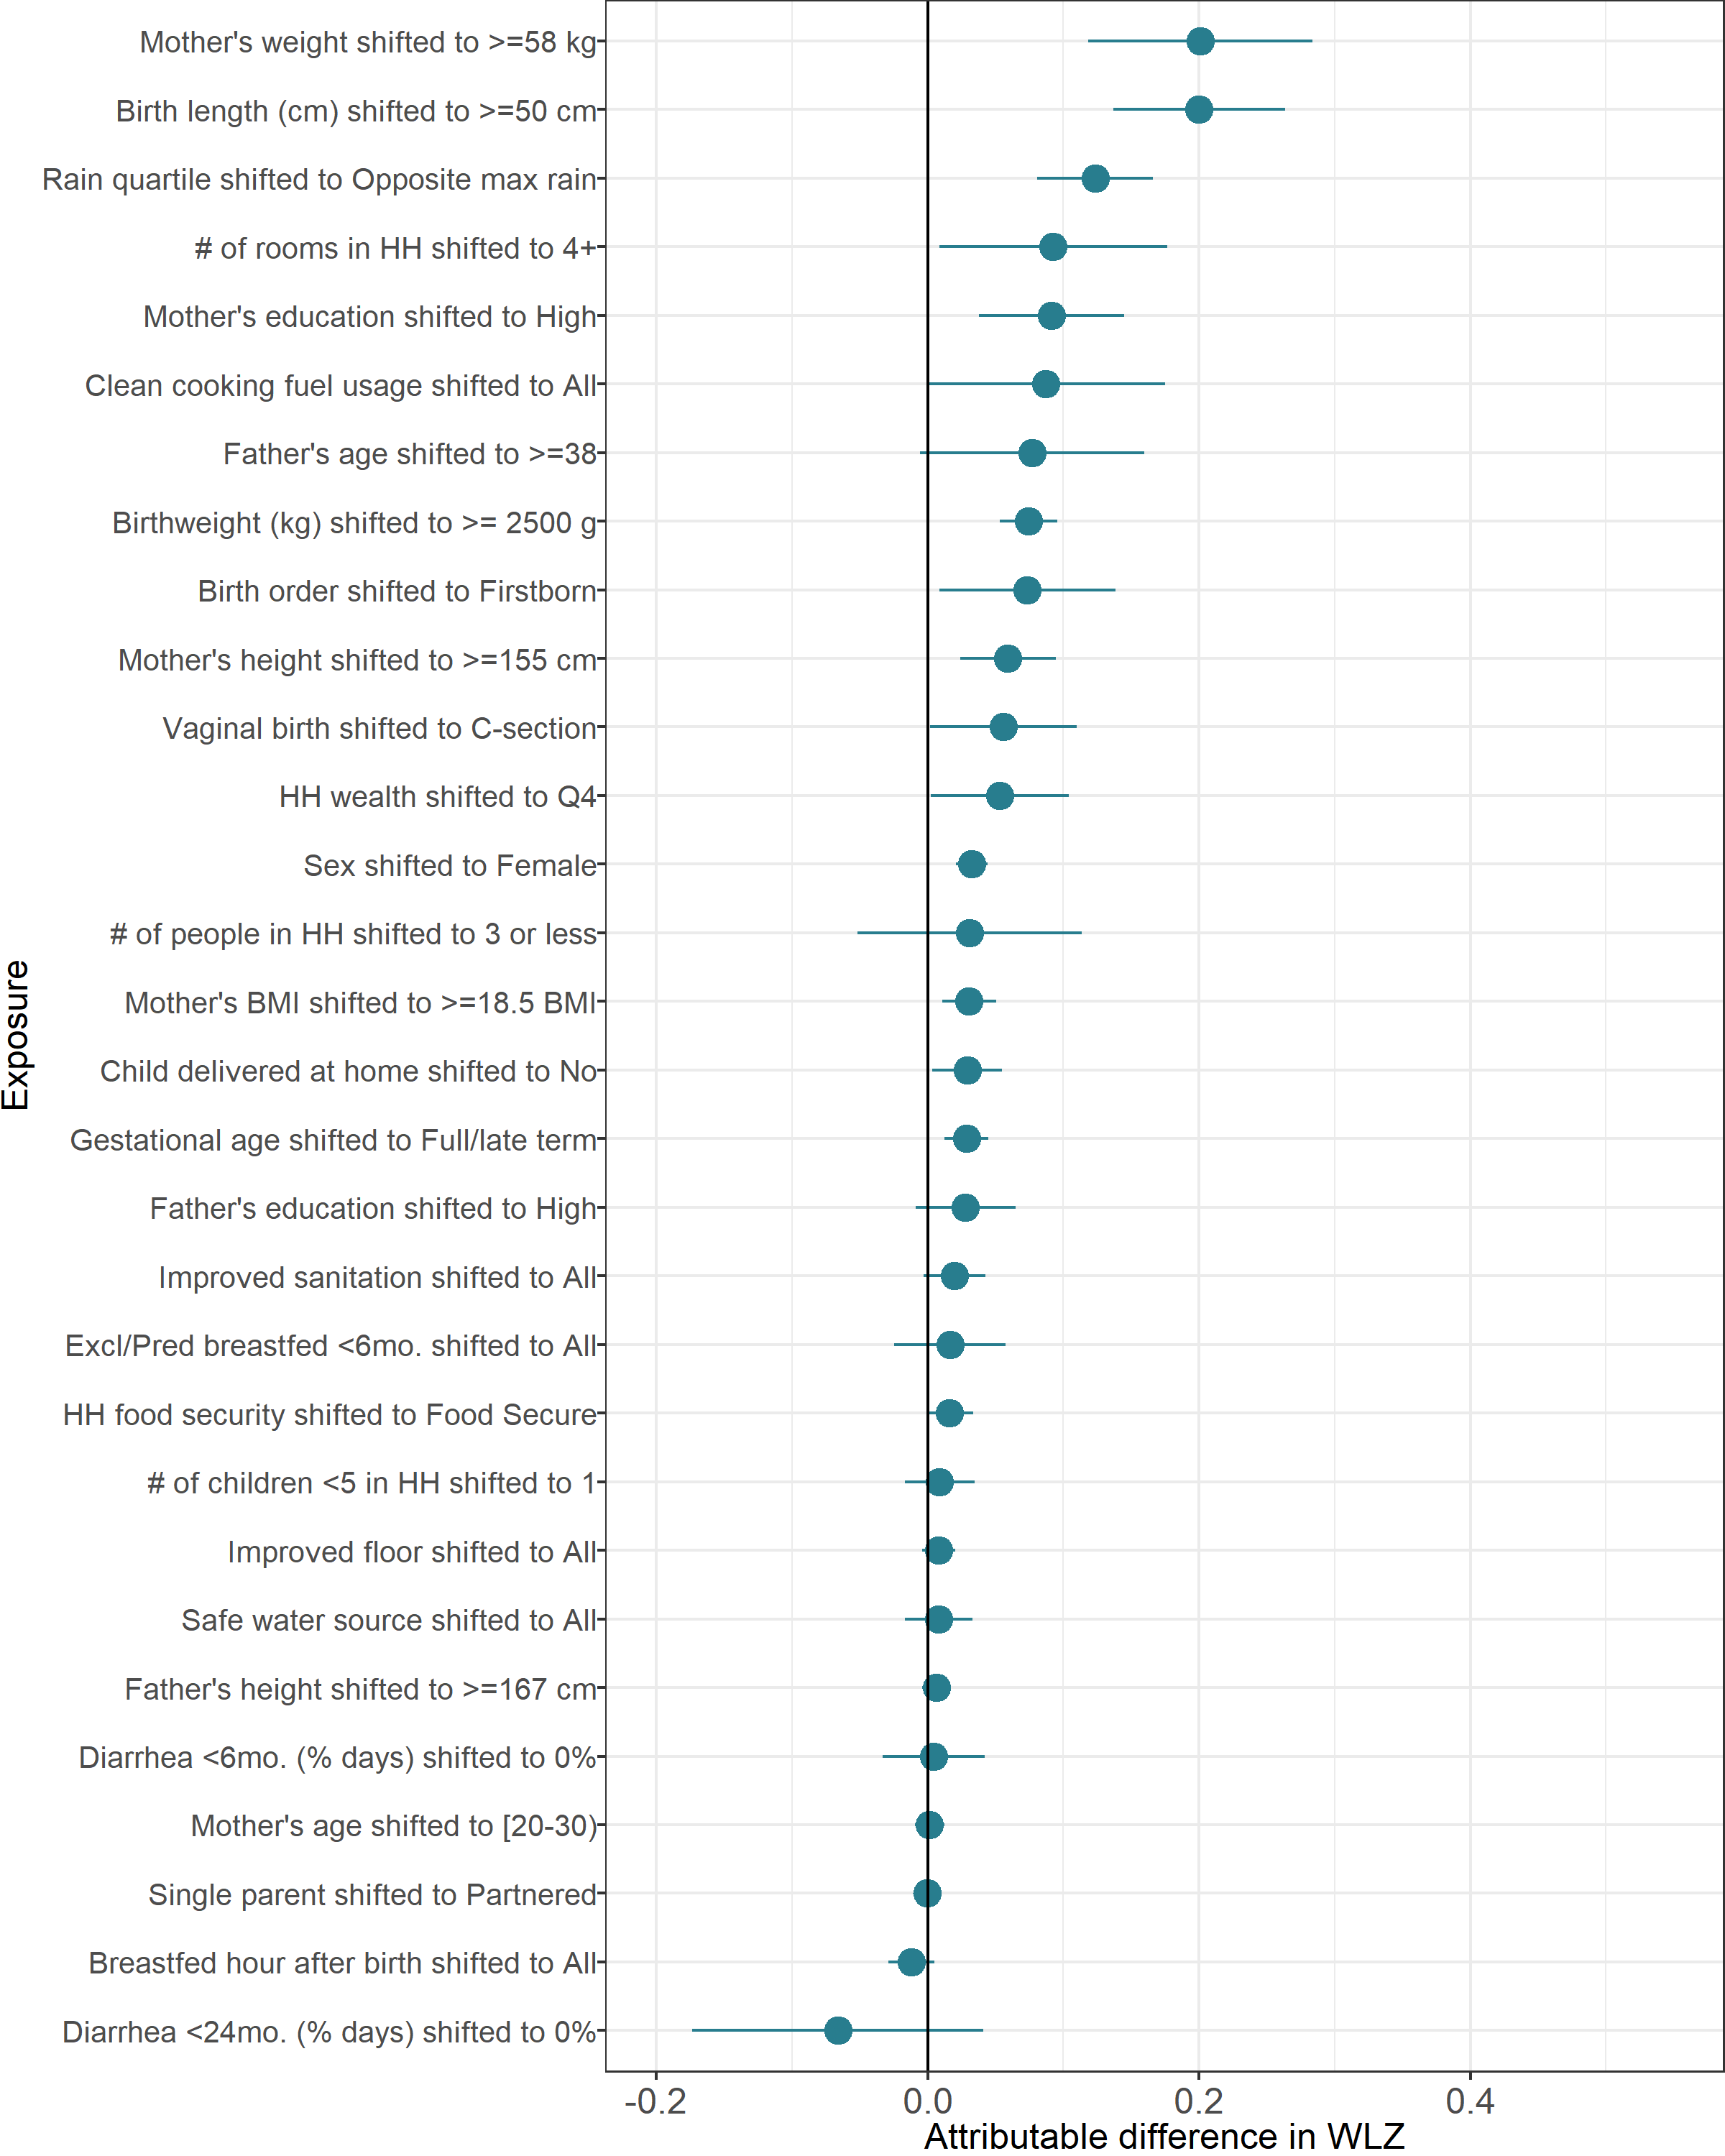 Mother's weight shifted to >=58 kg
Birth length (cm) shifted to >=50 cm
Rain quartile shifted to Opposite max rain
# of rooms in HH shifted to 4+
Mother's education shifted to High
Clean cooking fuel usage shifted to All
Father's age shifted to >=38
Birthweight (kg) shifted to >= 2500 g
Birth order shifted to Firstborn
Mother's height shifted to >=155 cm
Vaginal birth shifted to C-section
HH wealth shifted to Q4
Sex shifted to Female
# of people in HH shifted to 3 or less
Mother's BMI shifted to >=18.5 BMI
Child delivered at home shifted to No
Gestational age shifted to Full/late term
Father's education shifted to High
Improved sanitation shifted to All
Excl/Pred breastfed <6mo. shifted to All
HH food security shifted to Food Secure
# of children <5 in HH shifted to 1
Improved floor shifted to All
Safe water source shifted to All
Father's height shifted to >=167 cm
Diarrhea <6mo. (% days) shifted to 0%
Mother's age shifted to [20-30)
Single parent shifted to Partnered
Breastfed hour after birth shifted to All
Diarrhea <24mo. (% days) shifted to 0%
Exposure
-0.2 0.0 0.2 0.4
Attributable difference in WLZ